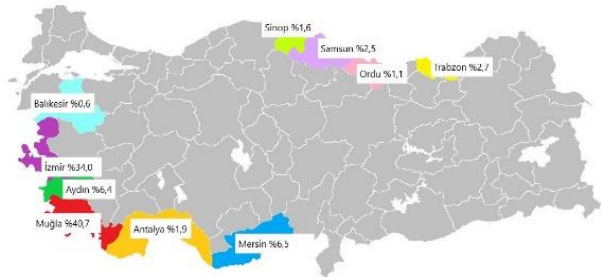 Sinop %1,6
Samsun %2,5
Ordu %1,1
Trabzon %2,7
Balıkesir %0,6
İzmir %34,0
Aydın %6,4
Muğla %40,7
Antalya %1,9
Mersin %6,5